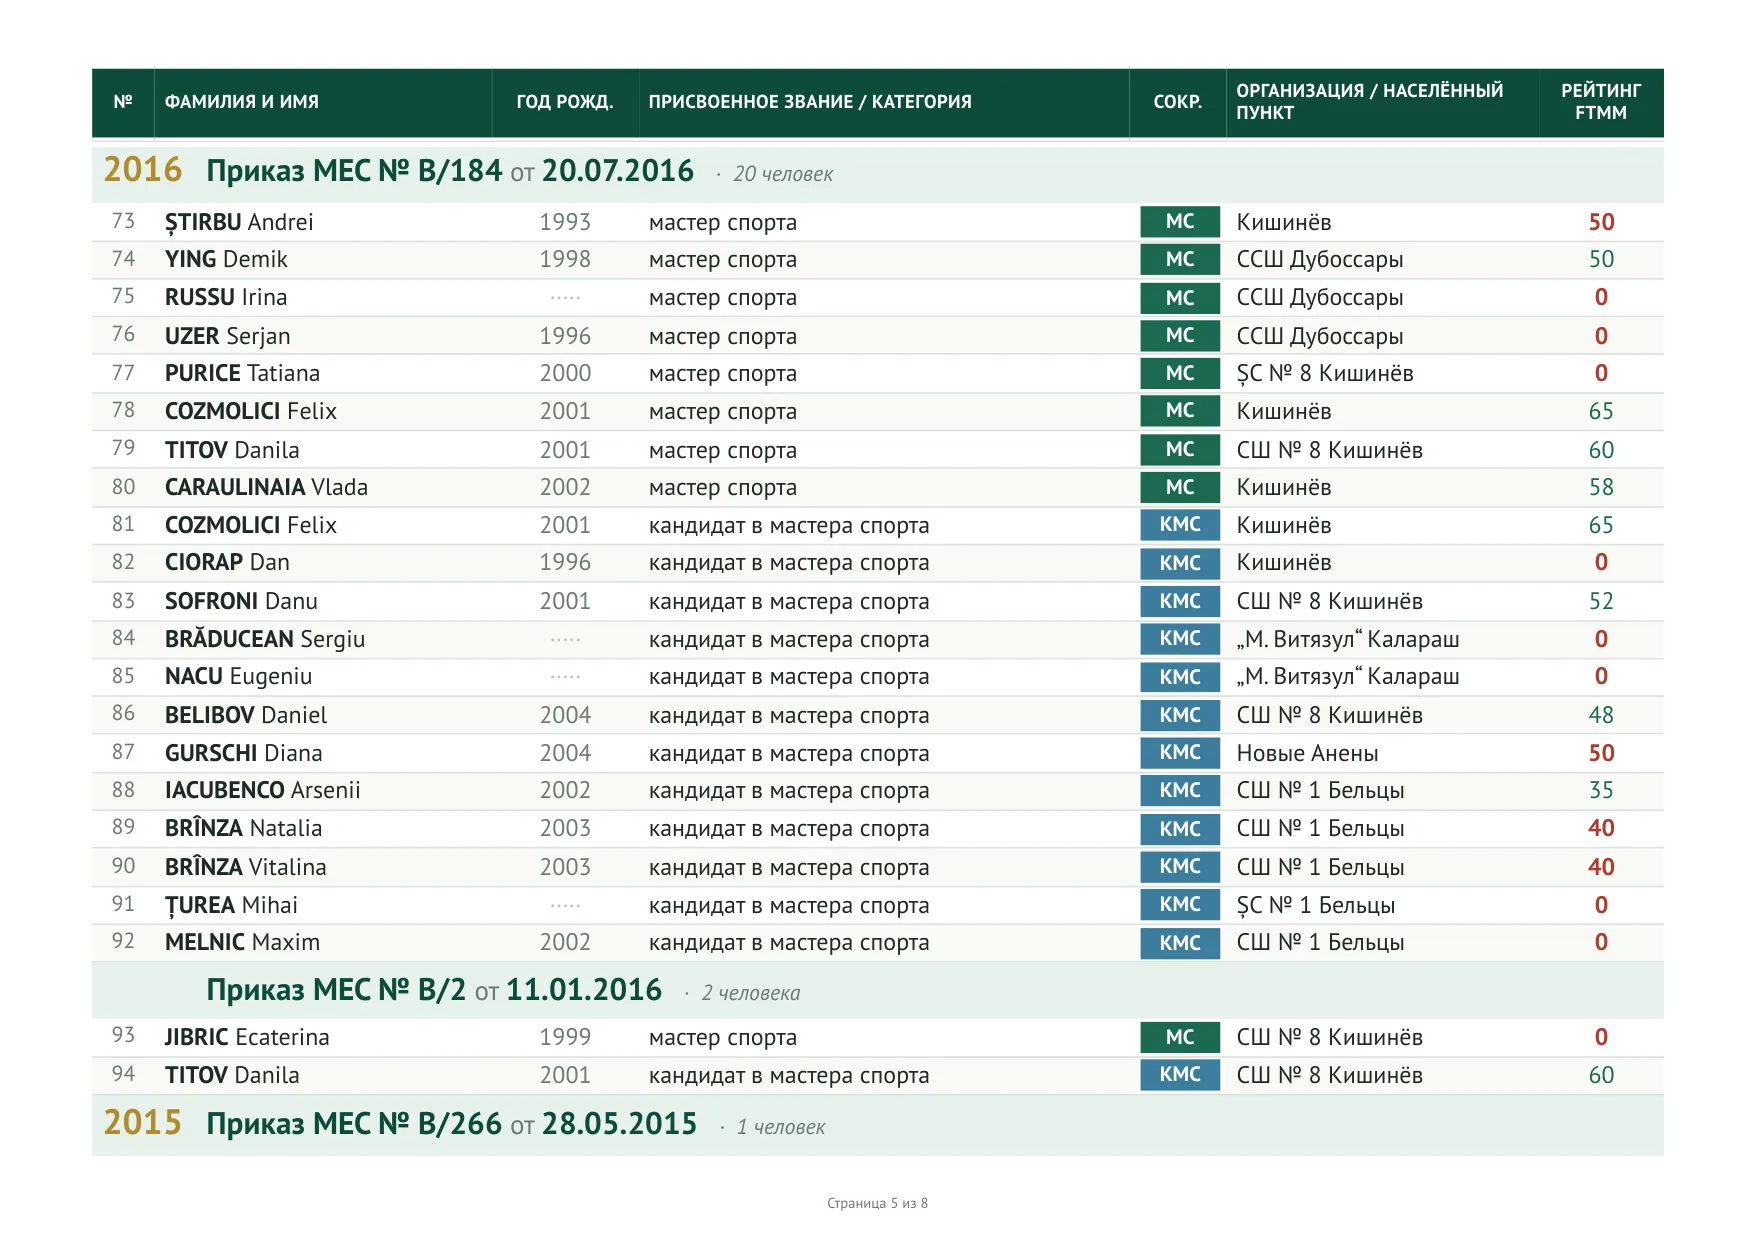 № ФАМИЛИЯ И ИМЯ ГОД РОЖД. ПРИСВОЕННОЕ ЗВАНИЕ / КАТЕГОРИЯ СОКР. ОРГАНИЗАЦИЯ / НАСЕЛЁННЫЙ ПУНКТ РЕЙТИНГ FTMM
2016 Приказ МЕС № B/184 от 20.07.2016 · 20 человек
73 ȘTIRBU Andrei 1993 мастер спорта МС Кишинёв 50
74 YING Demik 1998 мастер спорта МС ССШ Дубоссары 50
75 RUSSU Irina ····· мастер спорта МС ССШ Дубоссары 0
76 UZER Serjan 1996 мастер спорта МС ССШ Дубоссары 0
77 PURICE Tatiana 2000 мастер спорта МС ȘC № 8 Кишинёв 0
78 COZMOLICI Felix 2001 мастер спорта МС Кишинёв 65
79 TITOV Danila 2001 мастер спорта МС СШ № 8 Кишинёв 60
80 CARAULINAIA Vlada 2002 мастер спорта МС Кишинёв 58
81 COZMOLICI Felix 2001 кандидат в мастера спорта КМС Кишинёв 65
82 CIORAP Dan 1996 кандидат в мастера спорта КМС Кишинёв 0
83 SOFRONI Danu 2001 кандидат в мастера спорта КМС СШ № 8 Кишинёв 52
84 BRĂDUCEAN Sergiu ····· кандидат в мастера спорта КМС „М. Витязул“ Калараш 0
85 NACU Eugeniu ····· кандидат в мастера спорта КМС „М. Витязул“ Калараш 0
86 BELIBOV Daniel 2004 кандидат в мастера спорта КМС СШ № 8 Кишинёв 48
87 GURSCHI Diana 2004 кандидат в мастера спорта КМС Новые Анены 50
88 IACUBENCO Arsenii 2002 кандидат в мастера спорта КМС СШ № 1 Бельцы 35
89 BRÎNZA Natalia 2003 кандидат в мастера спорта КМС СШ № 1 Бельцы 40
90 BRÎNZA Vitalina 2003 кандидат в мастера спорта КМС СШ № 1 Бельцы 40
91 ȚUREA Mihai ····· кандидат в мастера спорта КМС ȘC № 1 Бельцы 0
92 MELNIC Maxim 2002 кандидат в мастера спорта КМС СШ № 1 Бельцы 0
Приказ МЕС № B/2 от 11.01.2016 · 2 человека
93 JIBRIC Ecaterina 1999 мастер спорта МС СШ № 8 Кишинёв 0
94 TITOV Danila 2001 кандидат в мастера спорта КМС СШ № 8 Кишинёв 60
2015 Приказ МЕС № B/266 от 28.05.2015 · 1 человек
Страница 5 из 8